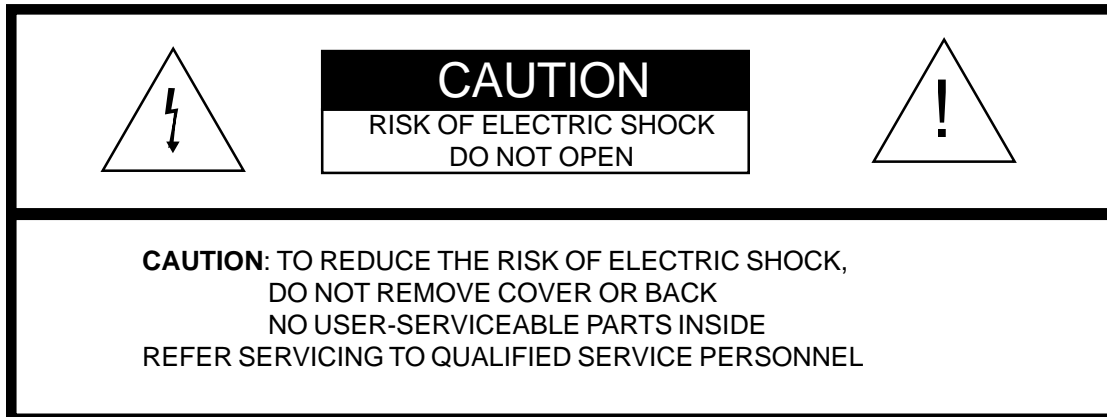 CAUTION
RISK OF ELECTRIC SHOCK
DO NOT OPEN
!
CAUTION: TO REDUCE THE RISK OF ELECTRIC SHOCK,
DO NOT REMOVE COVER OR BACK
NO USER-SERVICEABLE PARTS INSIDE
REFER SERVICING TO QUALIFIED SERVICE PERSONNEL